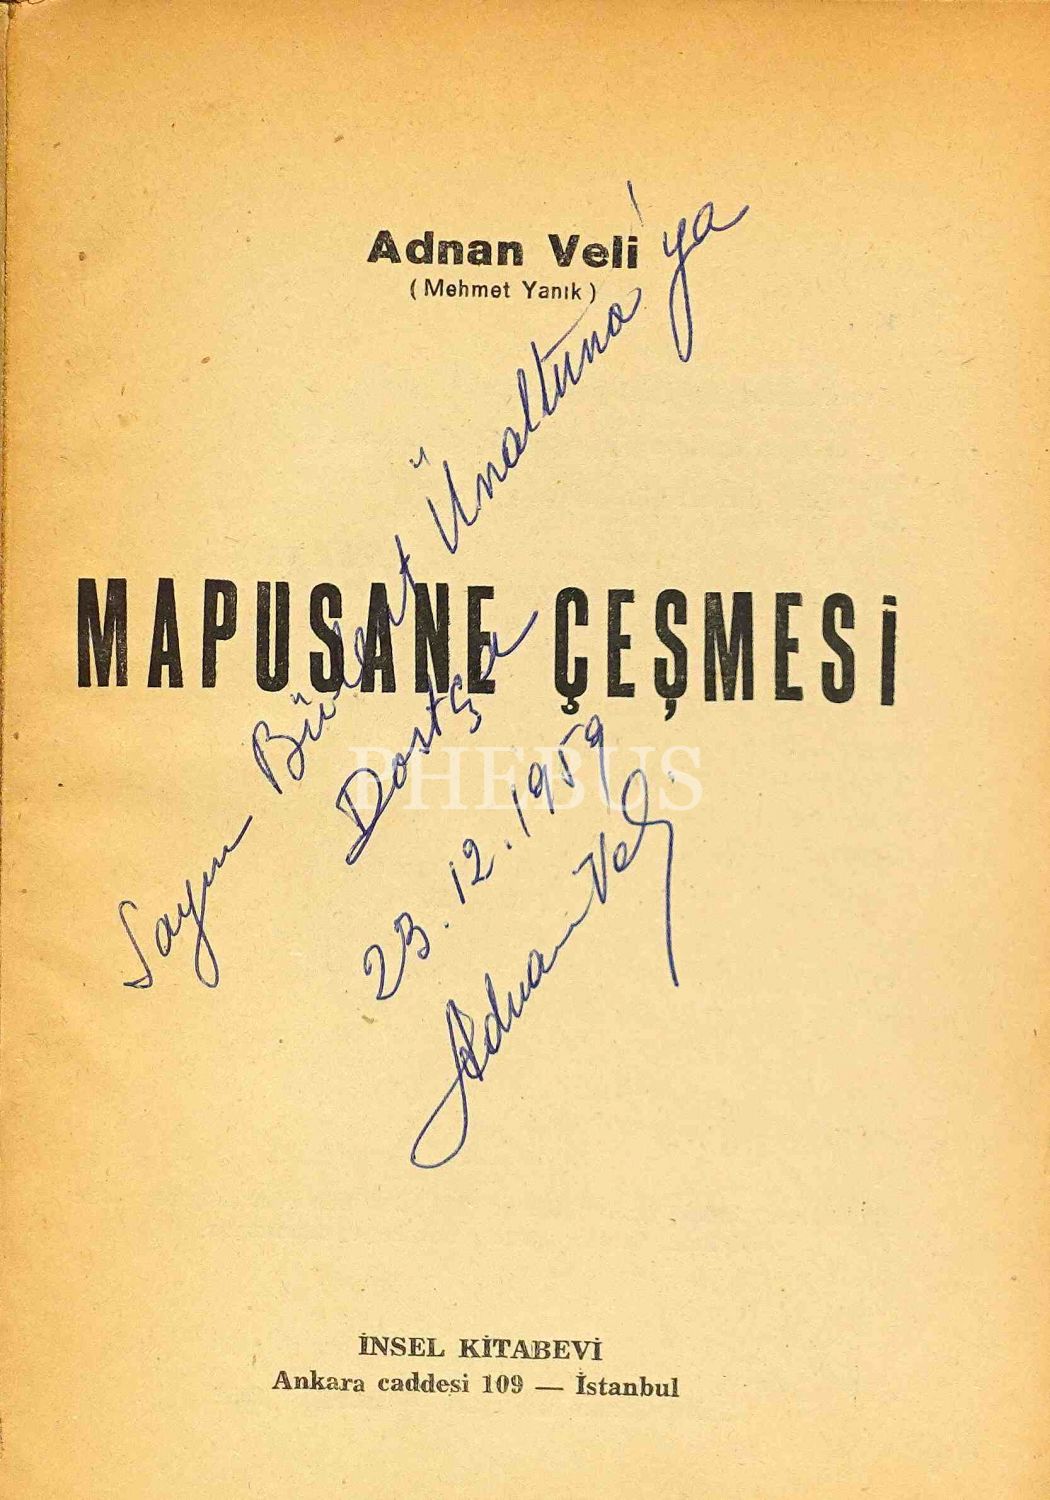 Adnan Veli
(Mehmet Yanık)
Sayın Bülent Ünaltuna'ya
MAPUSANE ÇEŞMESİ
Dostça
PHEBUS
23.12.1959
Adnan Veli
İNSEL KİTABEVİ
Ankara caddesi 109 — İstanbul